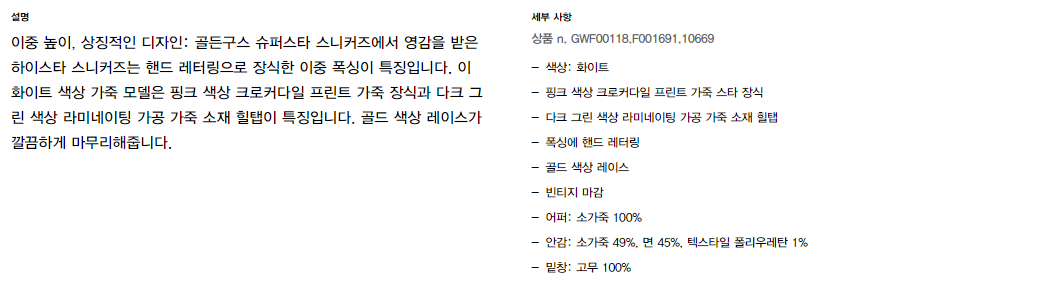 설명
이중 높이, 상징적인 디자인: 골든구스 슈퍼스타 스니커즈에서 영감을 받은
하이스타 스니커즈는 핸드 레터링으로 장식한 이중 폭싱이 특징입니다. 이
화이트 색상 가죽 모델은 핑크 색상 크로커다일 프린트 가죽 장식과 다크 그
린 색상 라미네이팅 가공 가죽 소재 힐탭이 특징입니다. 골드 색상 레이스가
깔끔하게 마무리해줍니다.
세부 사항
상품 n. GWF00118.F001691.10669
– 색상: 화이트
– 핑크 색상 크로커다일 프린트 가죽 스타 장식
– 다크 그린 색상 라미네이팅 가공 가죽 소재 힐탭
– 폭싱에 핸드 레터링
– 골드 색상 레이스
– 빈티지 마감
– 어퍼: 소가죽 100%
– 안감: 소가죽 49%, 면 45%, 텍스타일 폴리우레탄 1%
– 밑창: 고무 100%